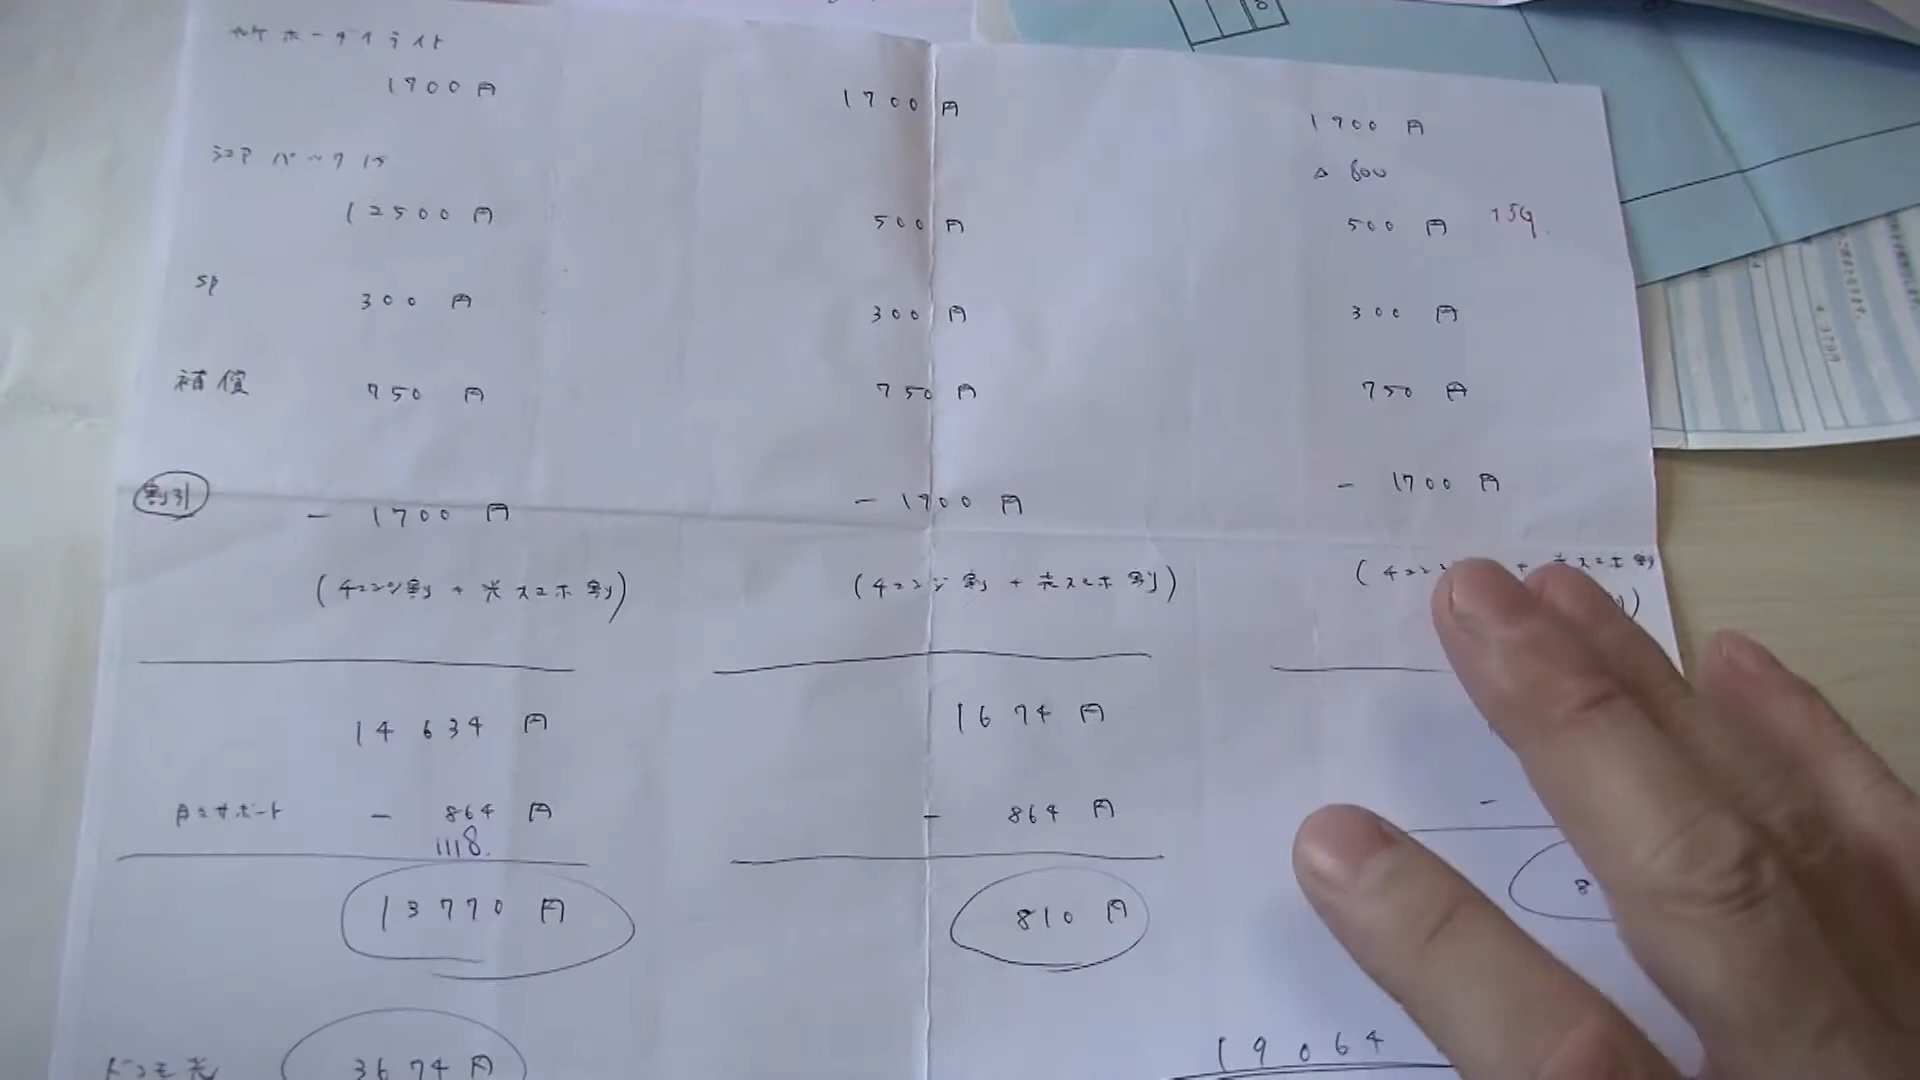 カケホーダイライト
1700円 1700円 1700円
シェアパック15
△ 600
12500円 500円 500円 15G
SP 300円 300円 300円
補償 750円 750円 750円
割引 - 1700円 - 1700円 - 1700円
(チェンジ割 + 光スマホ割) (チェンジ割 + 光スマホ割)
14634円 1674円
月々サポート - 864円 - 864円 -
1118
13770円 810円 8
ドコモ光 3674円 19064